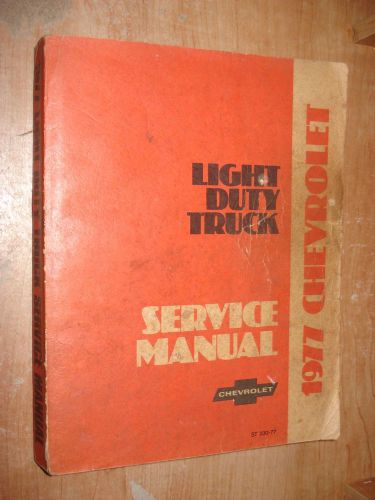 LIGHT
DUTY
TRUCK
SERVICE
MANUAL
CHEVROLET
ST 330-77
1977 CHEVROLET